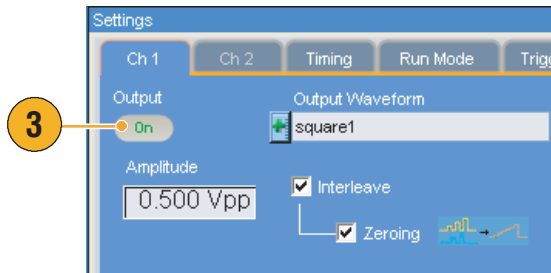 Settings
Ch 1 Ch 2 Timing Run Mode Trigg
Output Output Waveform
3 On square1
Amplitude
0.500 Vpp
Interleave
Zeroing